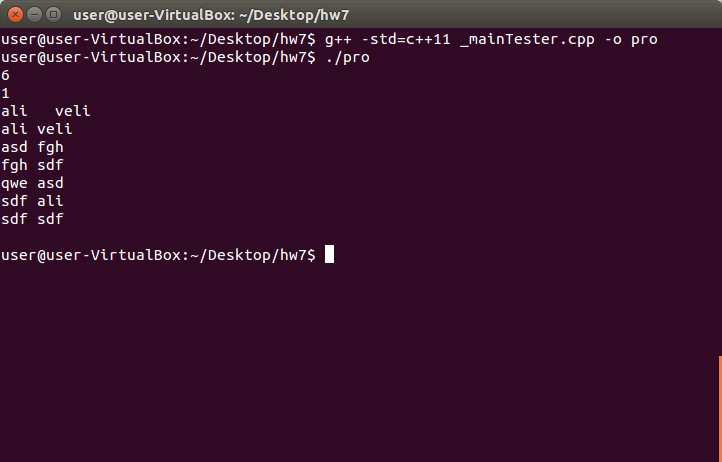 user@user-VirtualBox: ~/Desktop/hw7
user@user-VirtualBox:~/Desktop/hw7$ g++ -std=c++11 _mainTester.cpp -o pro
user@user-VirtualBox:~/Desktop/hw7$ ./pro
6
1
ali   veli
ali veli
asd fgh
fgh sdf
qwe asd
sdf ali
sdf sdf

user@user-VirtualBox:~/Desktop/hw7$